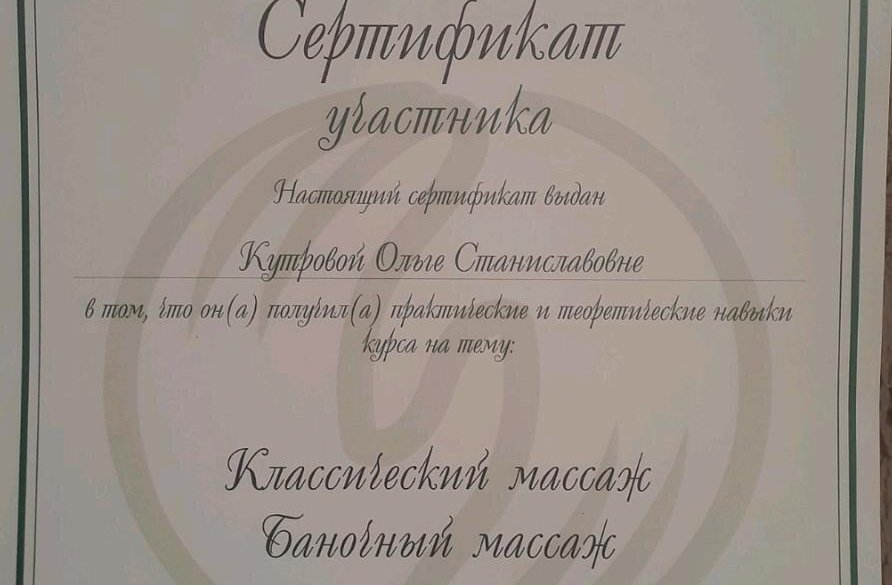 Сертификат
участника
Настоящий сертификат выдан
Кутровой Ольге Станиславовне
в том, что он(а) получил(а) практические и теоретические навыки
курса на тему:
Классический массаж
Баночный массаж